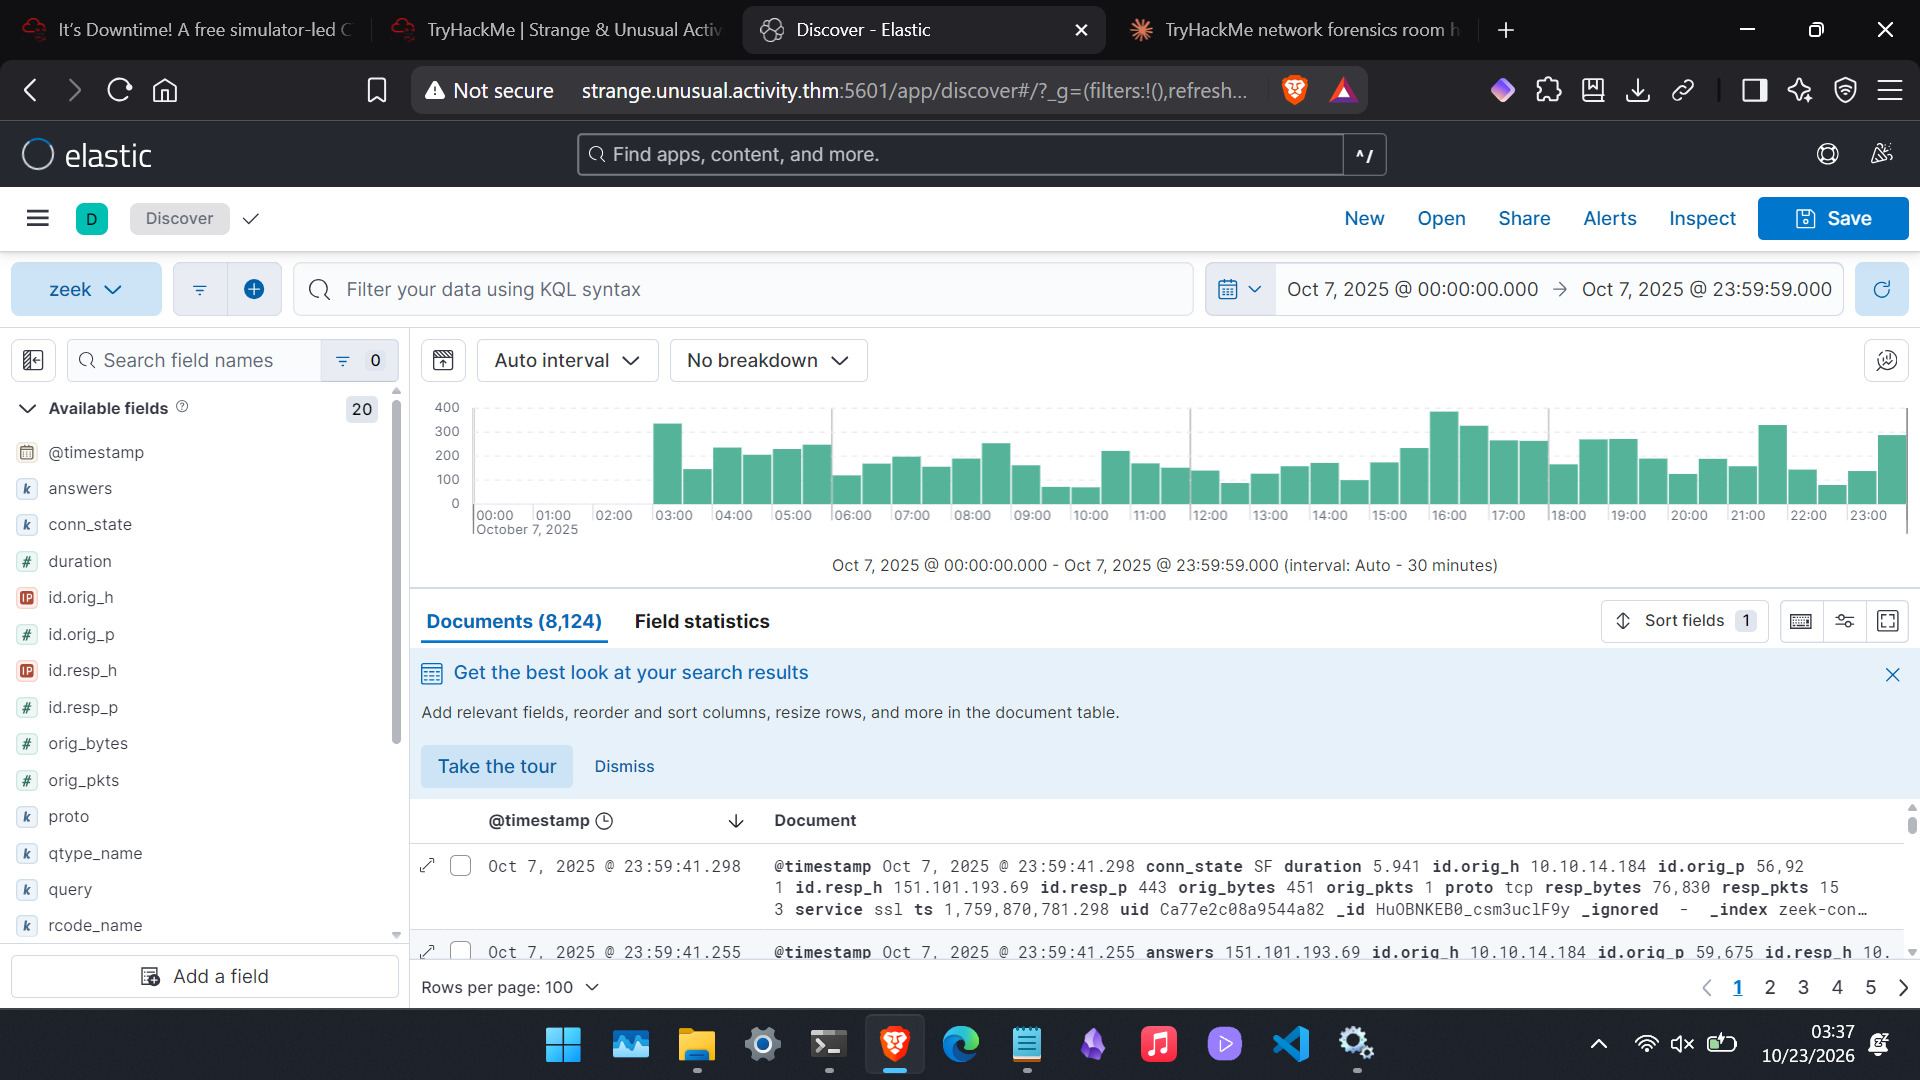 It's Downtime! A free simulator-led C
TryHackMe | Strange & Unusual Activ
Discover - Elastic
TryHackMe network forensics room h
Not secure strange.unusual.activity.thm:5601/app/discover#/?_g=(filters:!(),refresh...
elastic
Find apps, content, and more.
^/
D
Discover
New
Open
Share
Alerts
Inspect
Save
zeek
Filter your data using KQL syntax
Oct 7, 2025 @ 00:00:00.000 → Oct 7, 2025 @ 23:59:59.000
Search field names
0
Auto interval
No breakdown
Available fields
20
@timestamp
k answers
k conn_state
# duration
IP id.orig_h
# id.orig_p
IP id.resp_h
# id.resp_p
# orig_bytes
# orig_pkts
k proto
k qtype_name
k query
k rcode_name
Add a field
400
300
200
100
0
00:00 01:00 02:00 03:00 04:00 05:00 06:00 07:00 08:00 09:00 10:00 11:00 12:00 13:00 14:00 15:00 16:00 17:00 18:00 19:00 20:00 21:00 22:00 23:00
October 7, 2025
Oct 7, 2025 @ 00:00:00.000 - Oct 7, 2025 @ 23:59:59.000 (interval: Auto - 30 minutes)
Documents (8,124)
Field statistics
Sort fields 1
Get the best look at your search results
Add relevant fields, reorder and sort columns, resize rows, and more in the document table.
Take the tour
Dismiss
@timestamp
Document
Oct 7, 2025 @ 23:59:41.298
@timestamp Oct 7, 2025 @ 23:59:41.298 conn_state SF duration 5.941 id.orig_h 10.10.14.184 id.orig_p 56,92
1 id.resp_h 151.101.193.69 id.resp_p 443 orig_bytes 451 orig_pkts 1 proto tcp resp_bytes 76,830 resp_pkts 15
3 service ssl ts 1,759,870,781.298 uid Ca77e2c08a9544a82 _id HuOBNKEB0_csm3uclF9y _ignored - _index zeek-con…
Oct 7, 2025 @ 23:59:41.255
@timestamp Oct 7, 2025 @ 23:59:41.255 answers 151.101.193.69 id.orig_h 10.10.14.184 id.orig_p 59,675 id.resp_h 10.
Rows per page: 100
1 2 3 4 5
03:37
10/23/2026